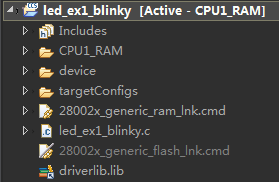 led_ex1_blinky [Active - CPU1_RAM]
Includes
CPU1_RAM
device
targetConfigs
28002x_generic_ram_lnk.cmd
led_ex1_blinky.c
28002x_generic_flash_lnk.cmd
driverlib.lib